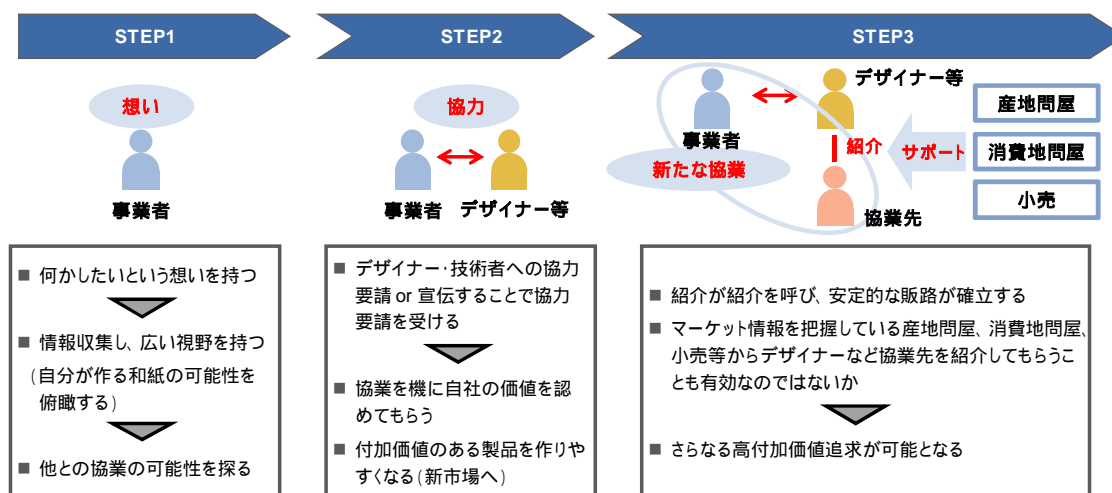 STEP1
想い
事業者
■ 何かしたいという想いを持つ
■ 情報収集し、広い視野を持つ
(自分が作る和紙の可能性を
俯瞰する)
■ 他との協業の可能性を探る
STEP2
協力
事業者 デザイナー等
■ デザイナー・技術者への協力
要請 or 宣伝することで協力
要請を受ける
■ 協業を機に自社の価値を認
めてもらう
■ 付加価値のある製品を作りや
すくなる(新市場へ)
STEP3
デザイナー等
事業者
新たな協業
紹介
協業先
サポート
産地問屋
消費地問屋
小売
■ 紹介が紹介を呼び、安定的な販路が確立する
■ マーケット情報を把握している産地問屋、消費地問屋、
小売等からデザイナーなど協業先を紹介してもらうこ
とも有効なのではないか
■ さらなる高付加価値追求が可能となる